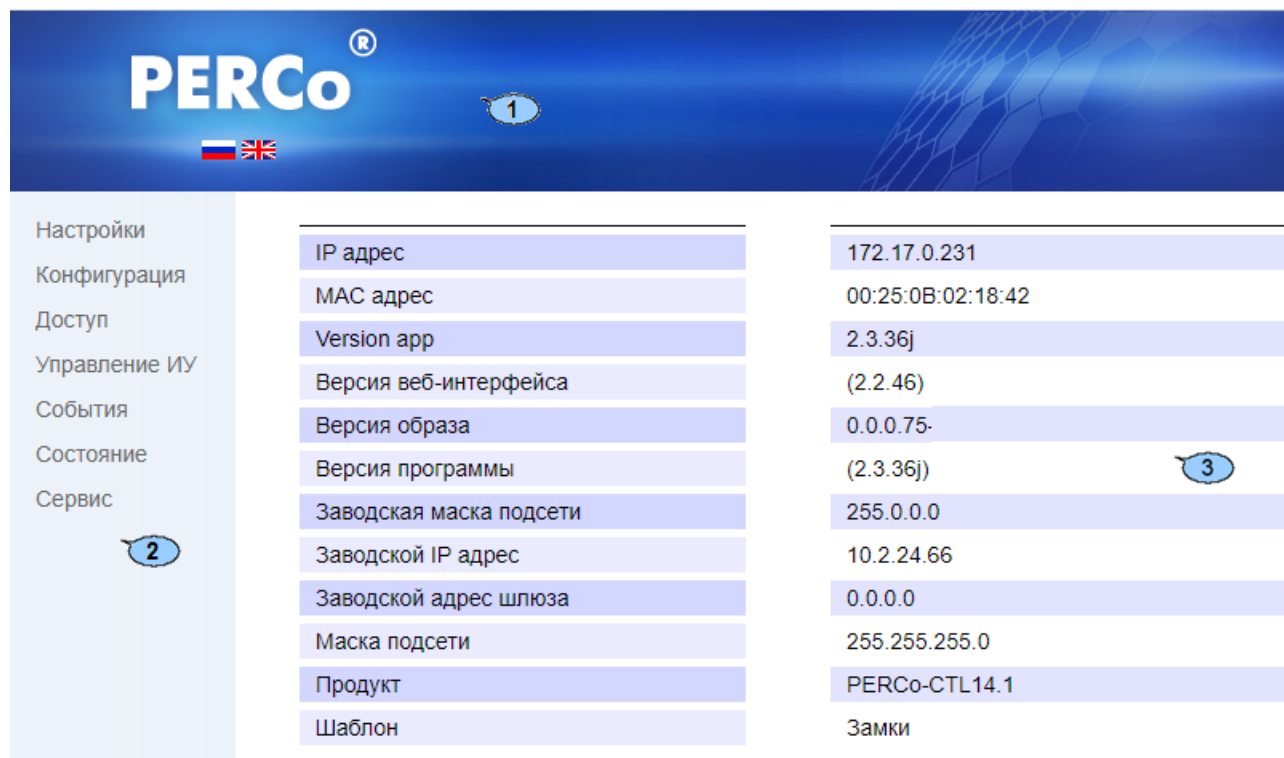 PERCo®
1
Настройки
Конфигурация
Доступ
Управление ИУ
События
Состояние
Сервис
2
IP адрес 172.17.0.231
MAC адрес 00:25:0B:02:18:42
Version app 2.3.36j
Версия веб-интерфейса (2.2.46)
Версия образа 0.0.0.75-
Версия программы (2.3.36j)
3
Заводская маска подсети 255.0.0.0
Заводской IP адрес 10.2.24.66
Заводской адрес шлюза 0.0.0.0
Маска подсети 255.255.255.0
Продукт PERCo-CTL14.1
Шаблон Замки